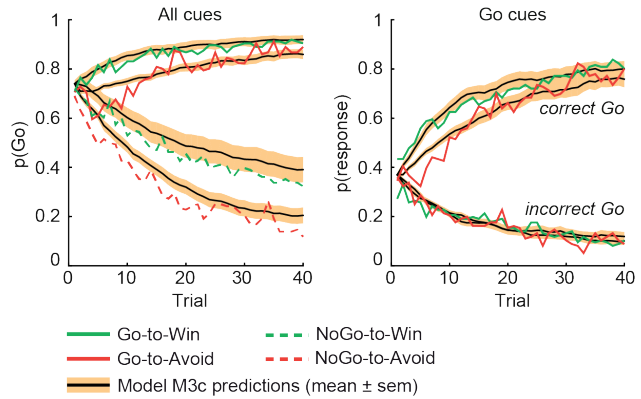 All cues
Go cues
p(Go)
1
0.8
0.6
0.4
0.2
0
0
10
20
30
40
Trial
p(response)
1
0.8
0.6
0.4
0.2
0
0
10
20
30
40
Trial
correct Go
incorrect Go
Go-to-Win
NoGo-to-Win
Go-to-Avoid
NoGo-to-Avoid
Model M3c predictions (mean ± sem)